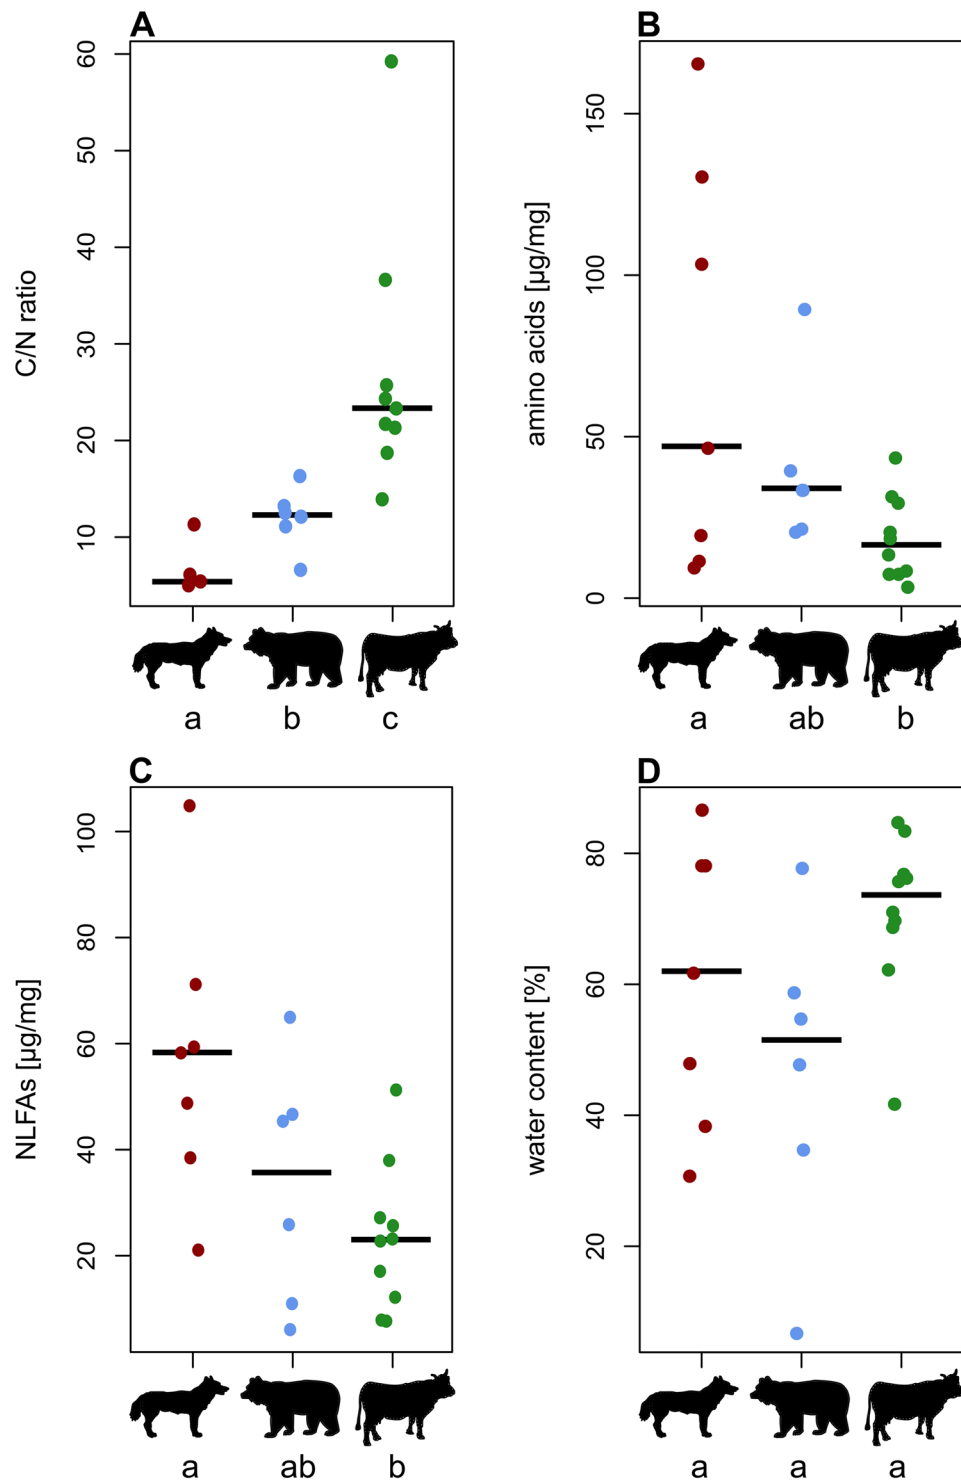 A
C/N ratio
60
50
40
30
20
10
a b c
B
amino acids [µg/mg]
150
100
50
0
a ab b
C
NLFAs [µg/mg]
100
80
60
40
20
a ab b
D
water content [%]
80
60
40
20
a a a